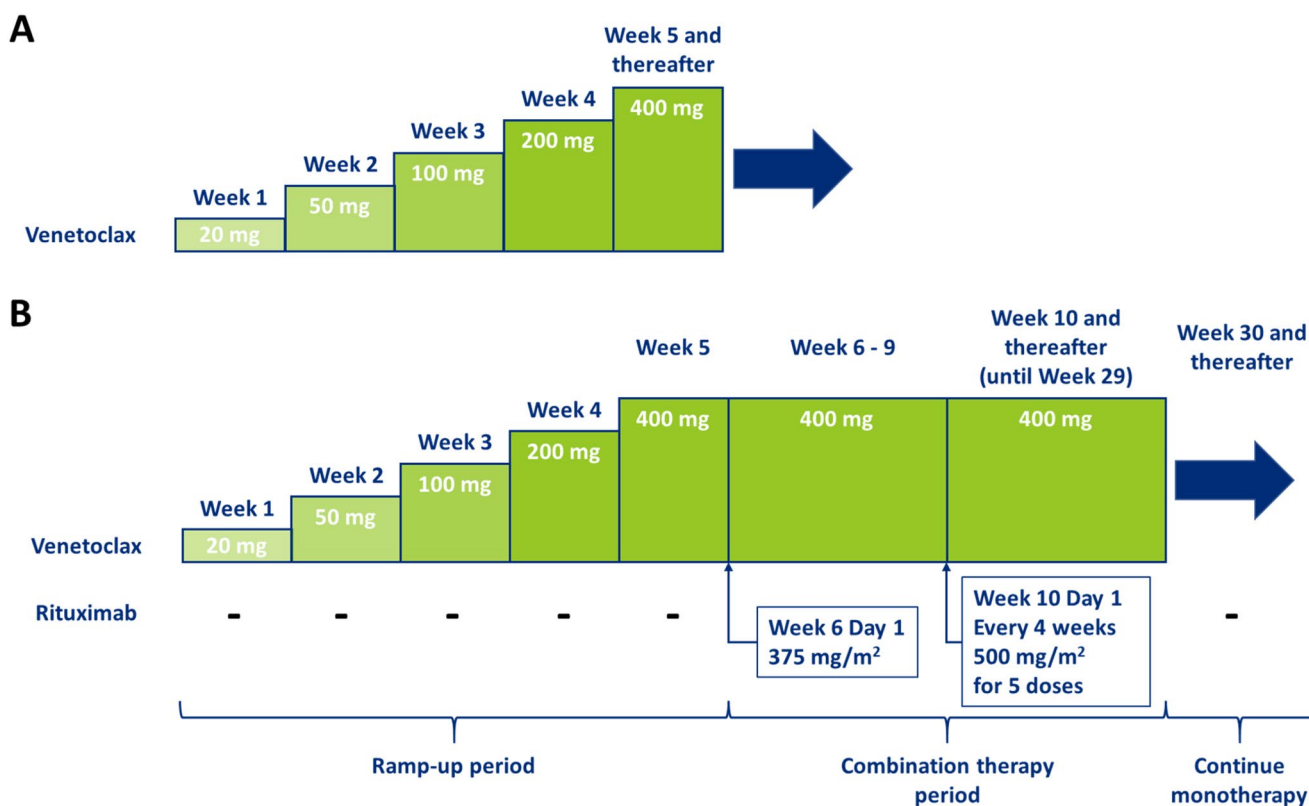 A
Week 5 and
thereafter
Week 4
400 mg
Week 3
200 mg
Week 2
100 mg
Week 1
50 mg
Venetoclax
20 mg
B
Week 5
Week 6 - 9
Week 10 and
thereafter
(until Week 29)
Week 30 and
thereafter
Week 4
400 mg
400 mg
400 mg
Week 3
200 mg
Week 2
100 mg
Week 1
50 mg
Venetoclax
20 mg
Rituximab
- - - - - -
Week 6 Day 1
375 mg/m²
Week 10 Day 1
Every 4 weeks
500 mg/m²
for 5 doses
Ramp-up period
Combination therapy
period
Continue
monotherapy